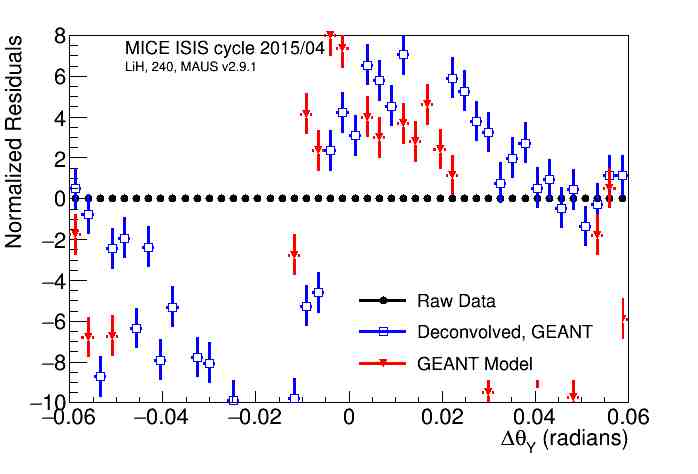 MICE ISIS cycle 2015/04
LiH, 240, MAUS v2.9.1
Normalized Residuals
8
6
4
2
0
−2
−4
−6
−8
−10
Raw Data
Deconvolved, GEANT
GEANT Model
−0.06 −0.04 −0.02 0 0.02 0.04 0.06
Δθ_Y (radians)